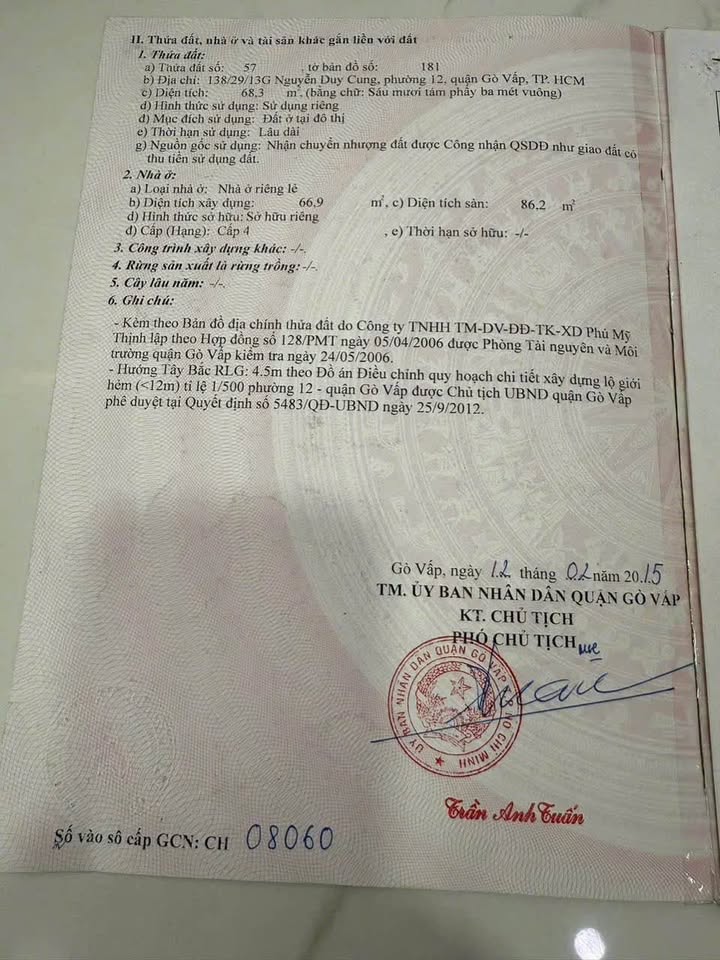 II. Thửa đất, nhà ở và tài sản khác gắn liền với đất
1. Thửa đất:
a) Thửa đất số: 57 , tờ bản đồ số: 181
b) Địa chỉ: 138/29/13G Nguyễn Duy Cung, phường 12, quận Gò Vấp, TP. HCM
c) Diện tích: 68,3 m², (bằng chữ: Sáu mươi tám phẩy ba mét vuông)
d) Hình thức sử dụng: Sử dụng riêng
đ) Mục đích sử dụng: Đất ở tại đô thị
e) Thời hạn sử dụng: Lâu dài
g) Nguồn gốc sử dụng: Nhận chuyển nhượng đất được Công nhận QSDĐ như giao đất có
thu tiền sử dụng đất.
2. Nhà ở:
a) Loại nhà ở: Nhà ở riêng lẻ
b) Diện tích xây dựng: 66,9 m², c) Diện tích sàn: 86,2 m²
d) Hình thức sở hữu: Sở hữu riêng
đ) Cấp (Hạng): Cấp 4 , e) Thời hạn sở hữu: -/-
3. Công trình xây dựng khác: -/-.
4. Rừng sản xuất là rừng trồng: -/-.
5. Cây lâu năm: -/-.
6. Ghi chú:
- Kèm theo Bản đồ địa chính thửa đất do Công ty TNHH TM-DV-ĐĐ-TK-XD Phú Mỹ
Thịnh lập theo Hợp đồng số 128/PMT ngày 05/04/2006 được Phòng Tài nguyên và Môi
trường quận Gò Vấp kiểm tra ngày 24/05/2006.
- Hướng Tây Bắc RLG: 4.5m theo Đồ án Điều chỉnh quy hoạch chi tiết xây dựng lộ giới
hẻm (<12m) tỉ lệ 1/500 phường 12 - quận Gò Vấp được Chủ tịch UBND quận Gò Vấp
phê duyệt tại Quyết định số 5483/QĐ-UBND ngày 25/9/2012.
Gò Vấp, ngày 12 tháng 02 năm 2015
TM. ỦY BAN NHÂN DÂN QUẬN GÒ VẤP
KT. CHỦ TỊCH
PHÓ CHỦ TỊCH
ỦY BAN NHÂN DÂN QUẬN GÒ VẤP T.P HỒ CHÍ MINH
Trần Anh Tuấn
Số vào sổ cấp GCN: CH 08060